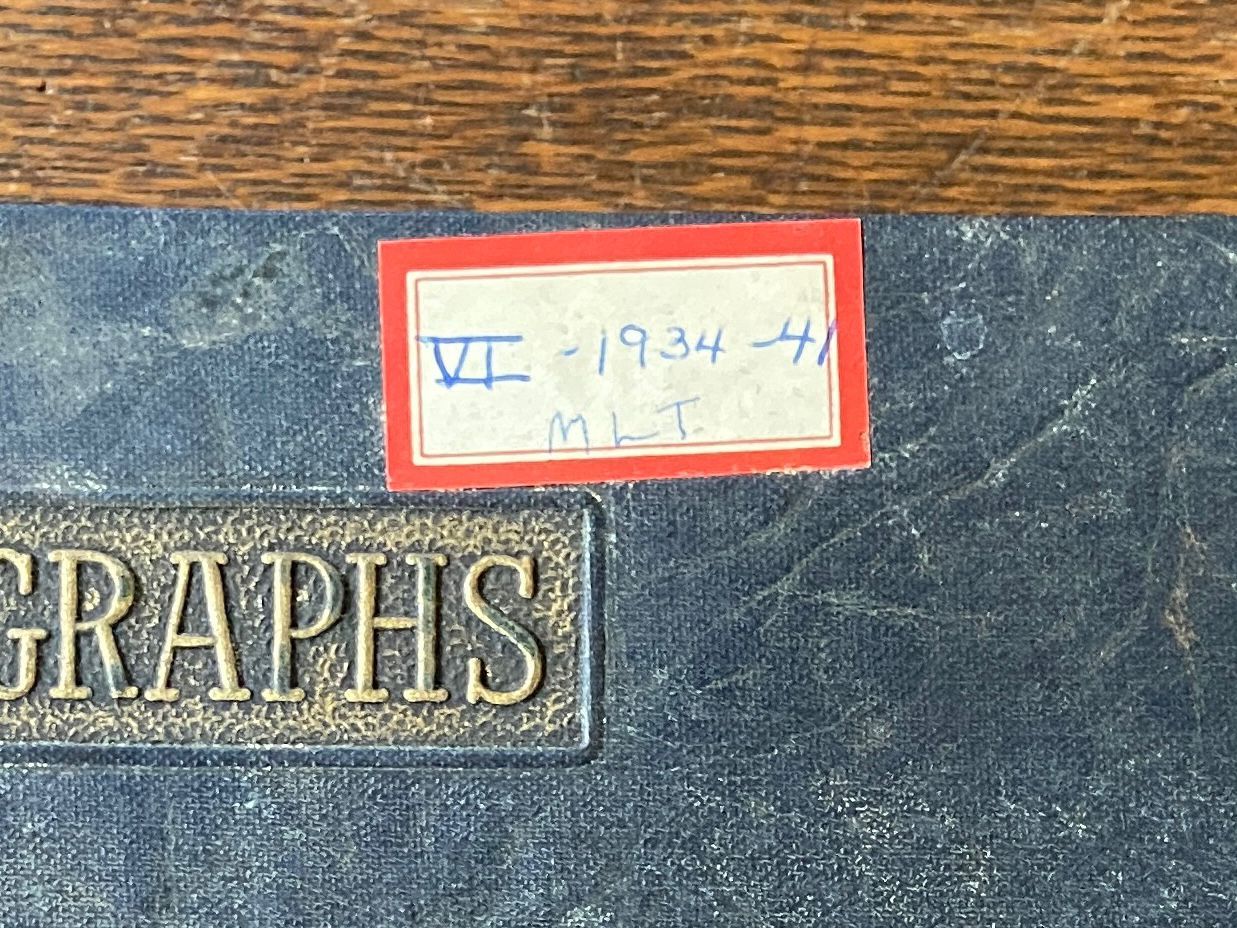 VI - 1934 - 41
MLT
GRAPHS